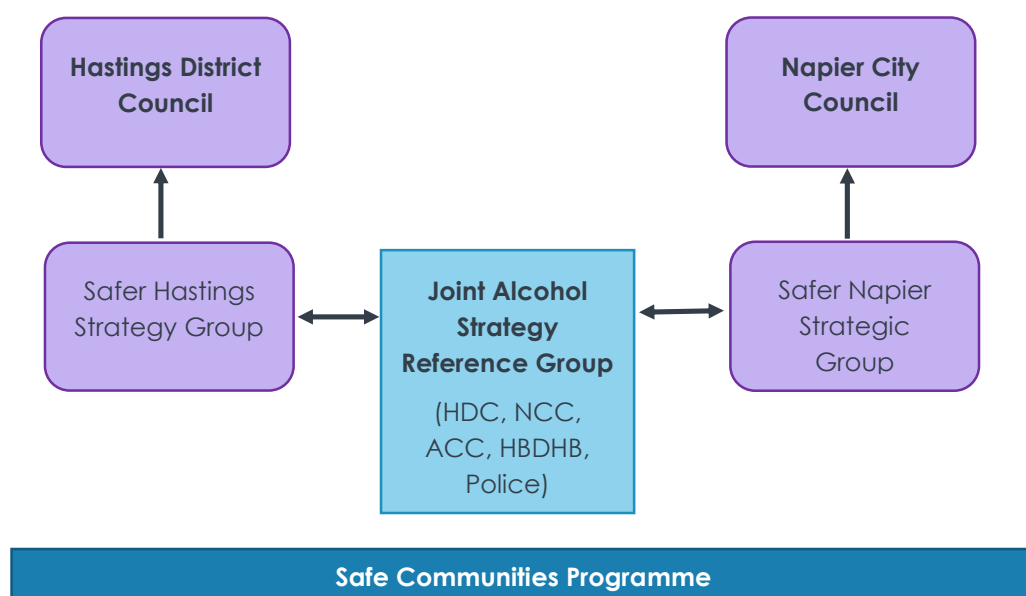 Hastings District
Council
Napier City
Council
Safer Hastings
Strategy Group
Joint Alcohol
Strategy
Reference Group
(HDC, NCC,
ACC, HBDHB,
Police)
Safer Napier
Strategic
Group
Safe Communities Programme